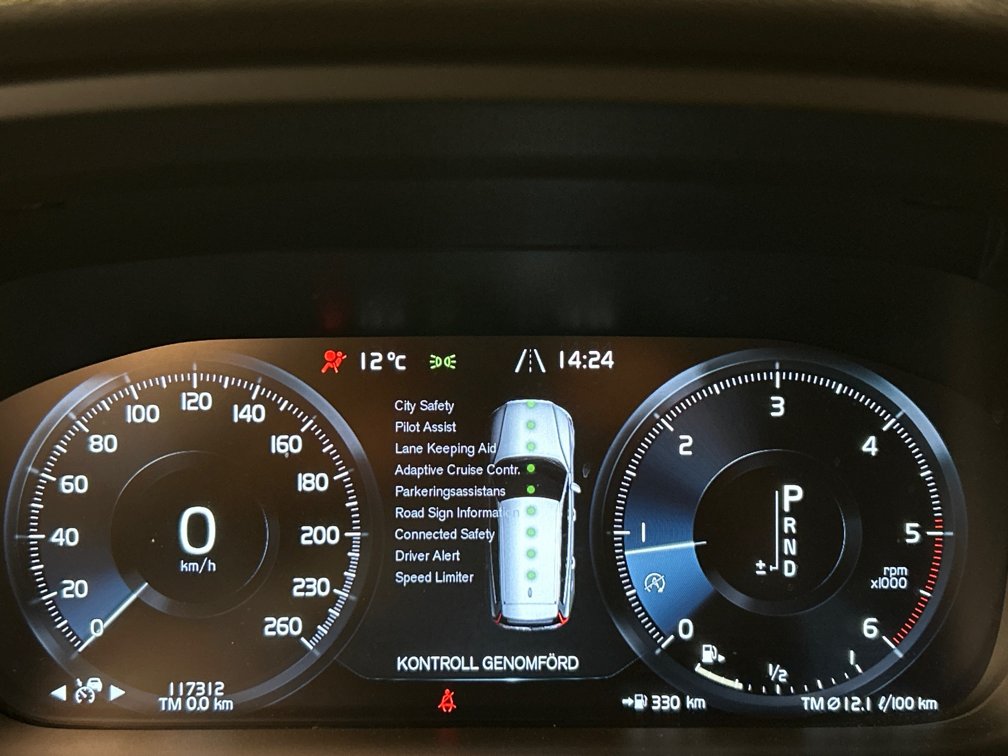 12°C 14:24
City Safety
Pilot Assist
Lane Keeping Aid
Adaptive Cruise Contr.
Parkeringsassistans
Road Sign Information
Connected Safety
Driver Alert
Speed Limiter
KONTROLL GENOMFÖRD
0
20
40
60
80
100
120
140
160
180
200
230
260
0
km/h
117312
TM 0.0 km
0
1
2
3
4
5
6
rpm
x1000
P
R
N
D
±
1/2
1
330 km
TM Ø 12.1 ℓ/100 km